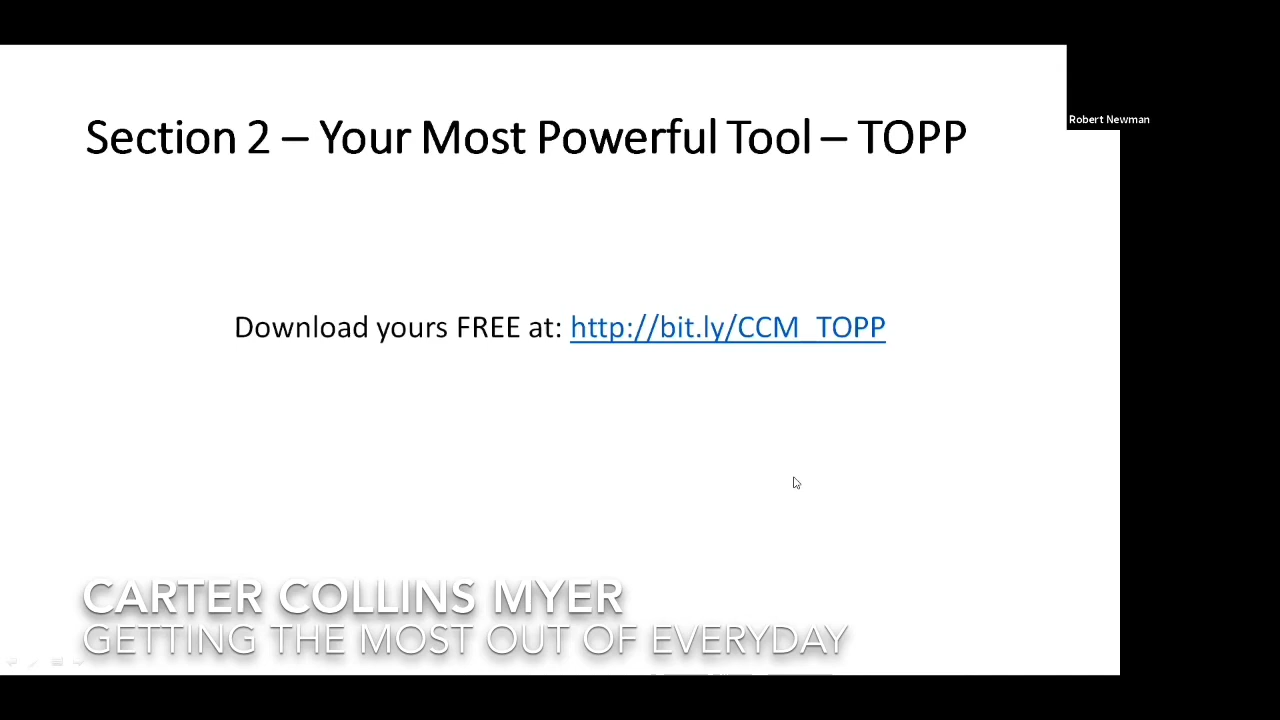 Section 2 – Your Most Powerful Tool – TOPP
Robert Newman
Download yours FREE at: http://bit.ly/CCM_TOPP
CARTER COLLINS MYER
GETTING THE MOST OUT OF EVERYDAY